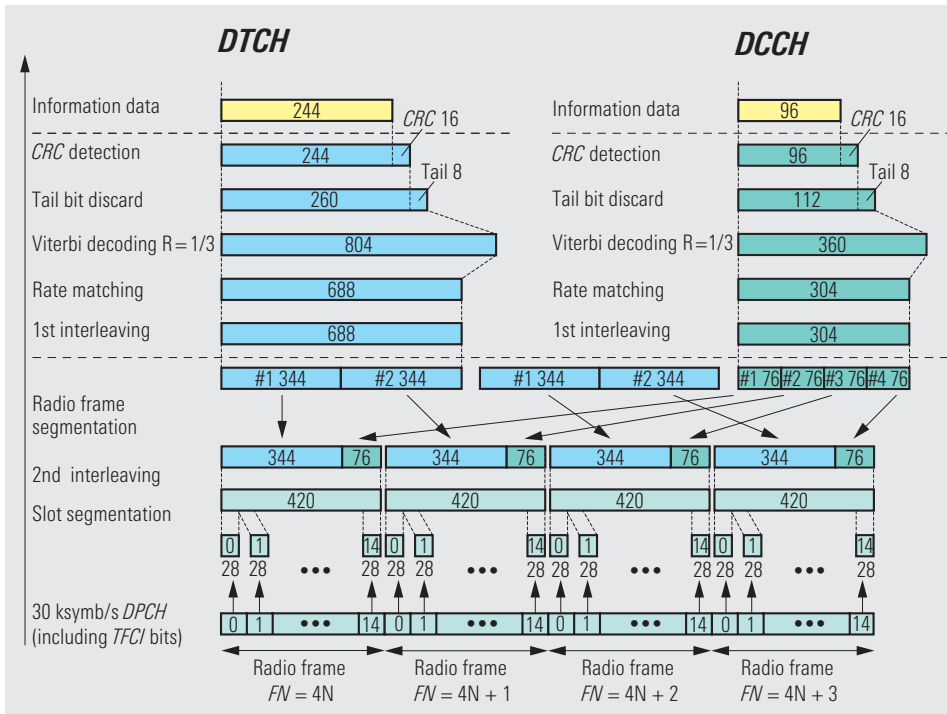 DTCH
DCCH
Information data
244
CRC 16
Information data
96
CRC 16
CRC detection
244
Tail 8
CRC detection
96
Tail 8
Tail bit discard
260
Tail bit discard
112
Viterbi decoding R = 1/3
804
Viterbi decoding R = 1/3
360
Rate matching
688
Rate matching
304
1st interleaving
688
1st interleaving
304
#1 344 #2 344 #1 344 #2 344 #1 76 #2 76 #3 76 #4 76
Radio frame
segmentation
344 76 344 76 344 76 344 76
2nd interleaving
420 420 420 420
Slot segmentation
0 1 14 0 1 14 0 1 14 0 1 14
28 28 ••• 28 28 28 ••• 28 28 28 ••• 28 28 28 ••• 28
30 ksymb/s DPCH
(including TFCI bits)
0 1 ••• 14 0 1 ••• 14 0 1 ••• 14 0 1 ••• 14
Radio frame
FN = 4N
Radio frame
FN = 4N + 1
Radio frame
FN = 4N + 2
Radio frame
FN = 4N + 3